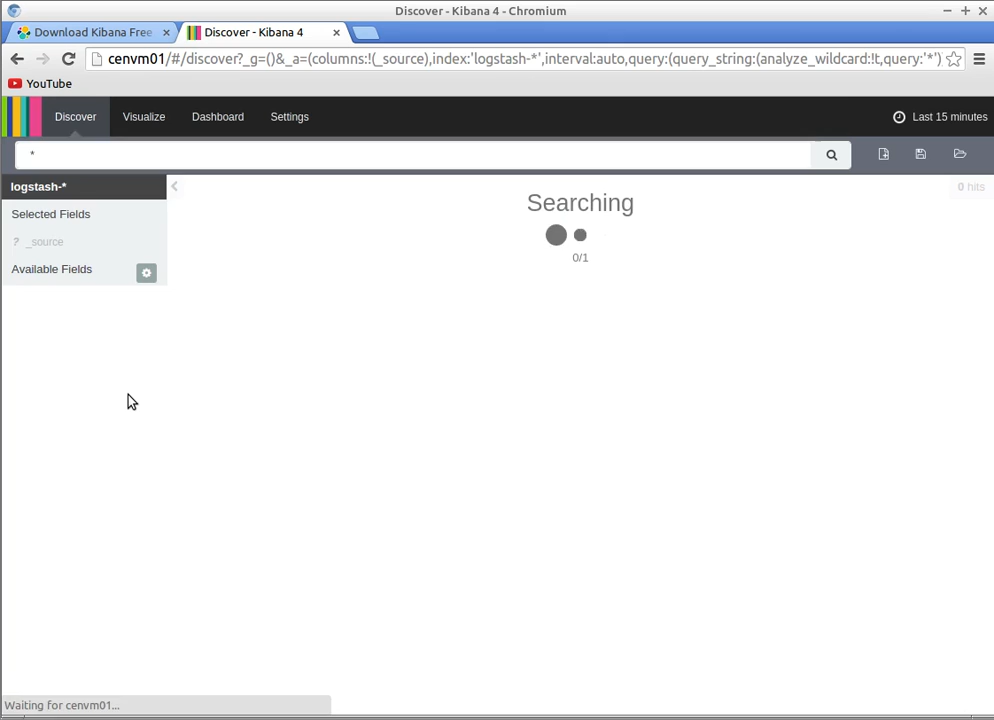 Discover - Kibana 4 - Chromium
Download Kibana Free
Discover - Kibana 4
cenvm01/#/discover?_g=()&_a=(columns:!(_source),index:'logstash-*',interval:auto,query:(query_string:(analyze_wildcard:!t,query:'*')
YouTube
Discover Visualize Dashboard Settings Last 15 minutes
*
logstash-*
0 hits
Selected Fields
? _source
Available Fields
Searching
0/1
Waiting for cenvm01...